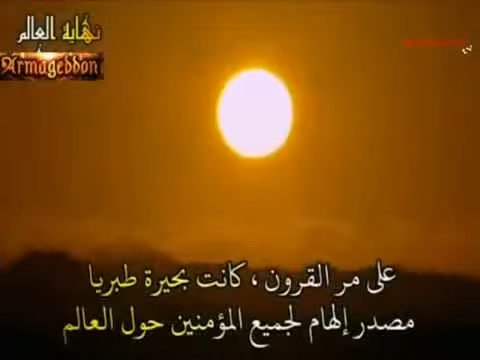 نهاية العالم
Armageddon
على مر القرون ، كانت بحيرة طبريا
مصدر إلهام لجميع المؤمنين حول العالم